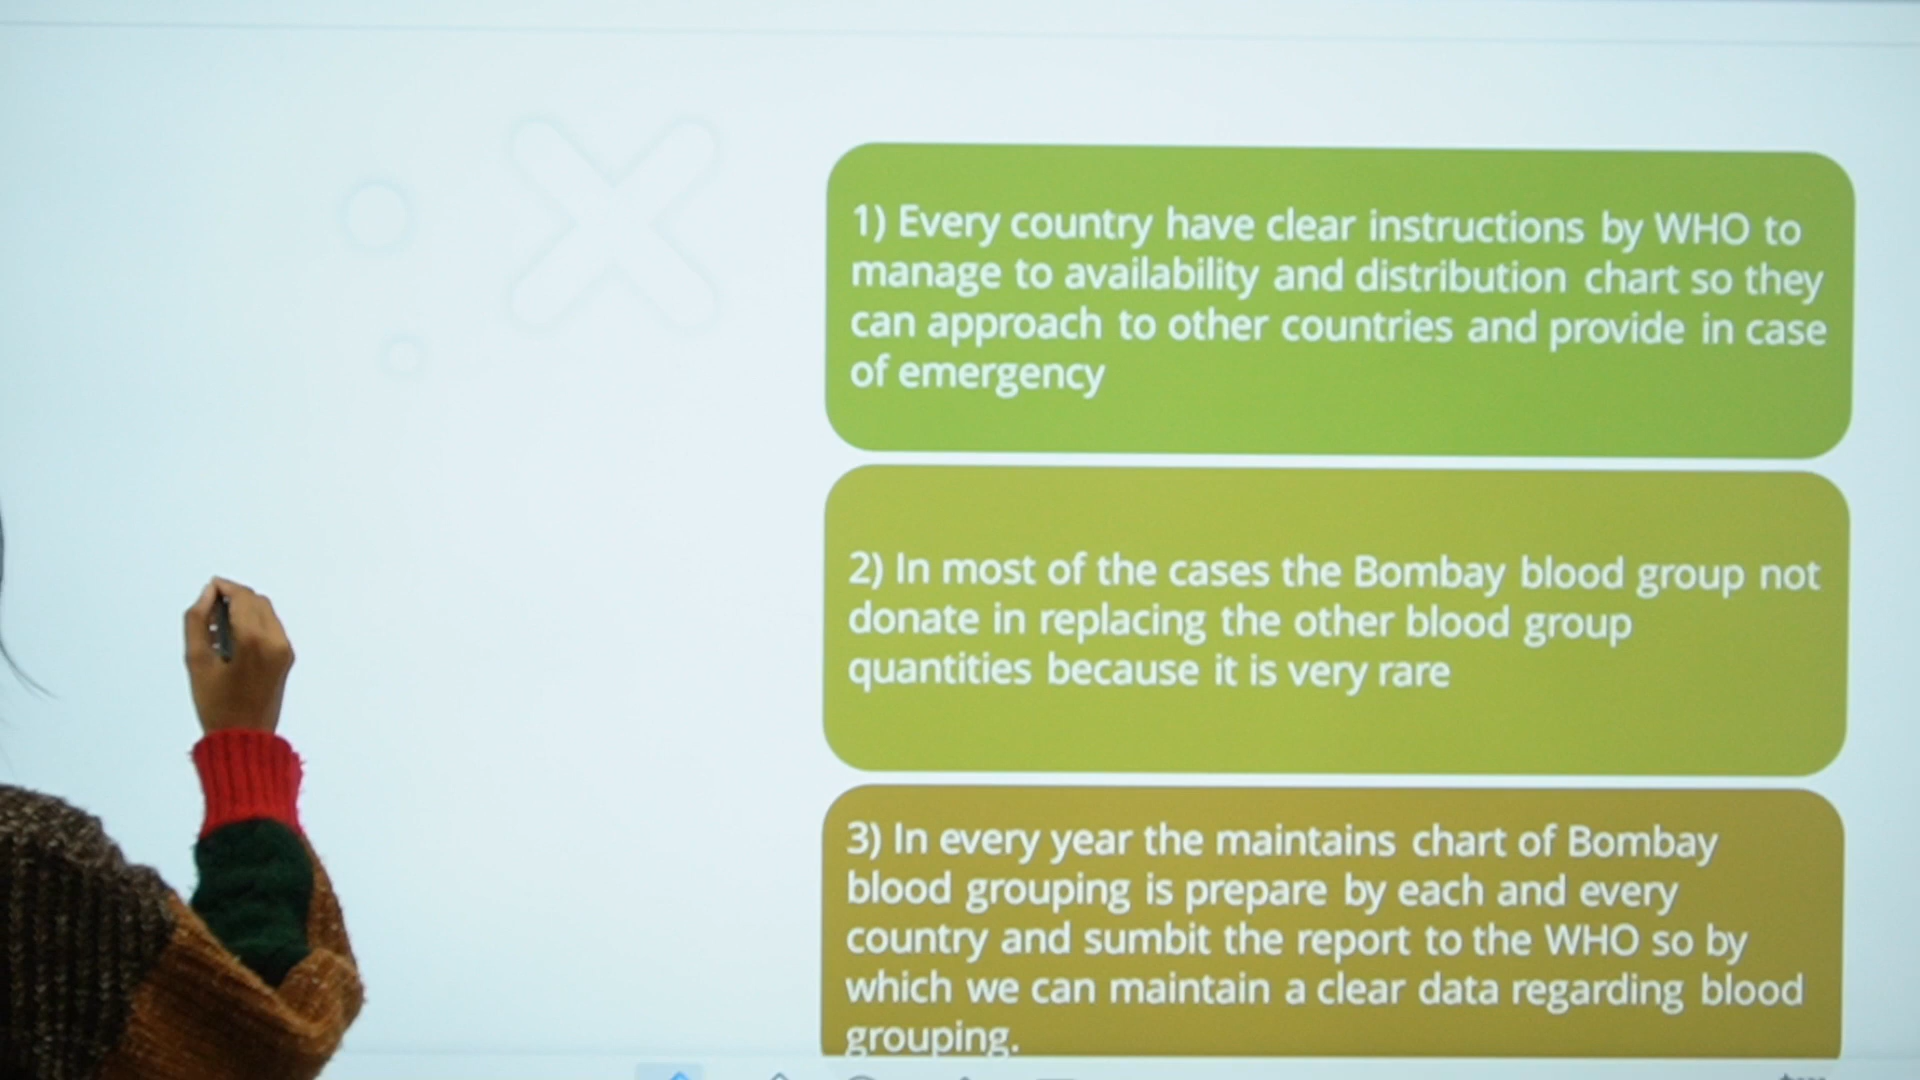 1) Every country have clear instructions by WHO to
manage to availability and distribution chart so they
can approach to other countries and provide in case
of emergency
2) In most of the cases the Bombay blood group not
donate in replacing the other blood group
quantities because it is very rare
3) In every year the maintains chart of Bombay
blood grouping is prepare by each and every
country and sumbit the report to the WHO so by
which we can maintain a clear data regarding blood
grouping.